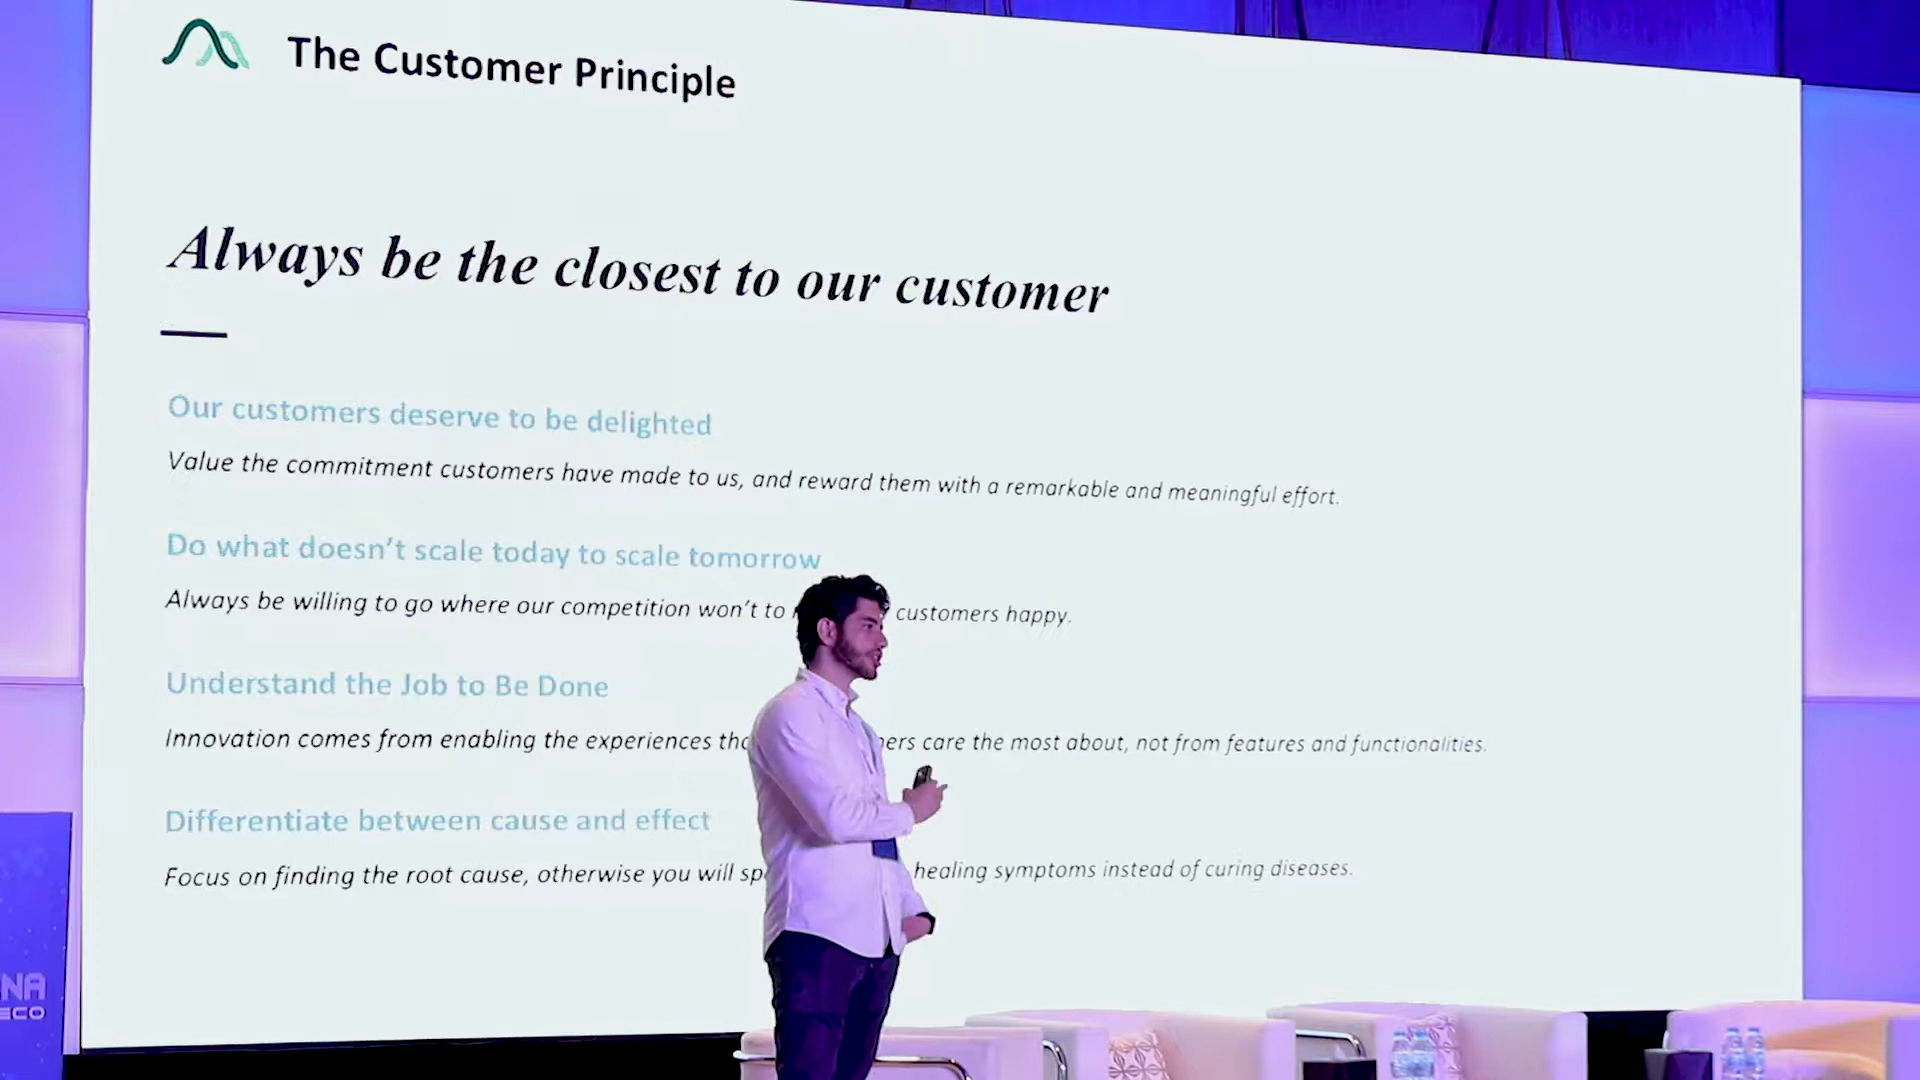 The Customer Principle
Always be the closest to our customer
Our customers deserve to be delighted
Value the commitment customers have made to us, and reward them with a remarkable and meaningful effort.
Do what doesn't scale today to scale tomorrow
Always be willing to go where our competition won't to customers happy.
Understand the Job to Be Done
Innovation comes from enabling the experiences care the most about, not from features and functionalities.
Differentiate between cause and effect
Focus on finding the root cause, otherwise you will healing symptoms instead of curing diseases.
NA
ECO